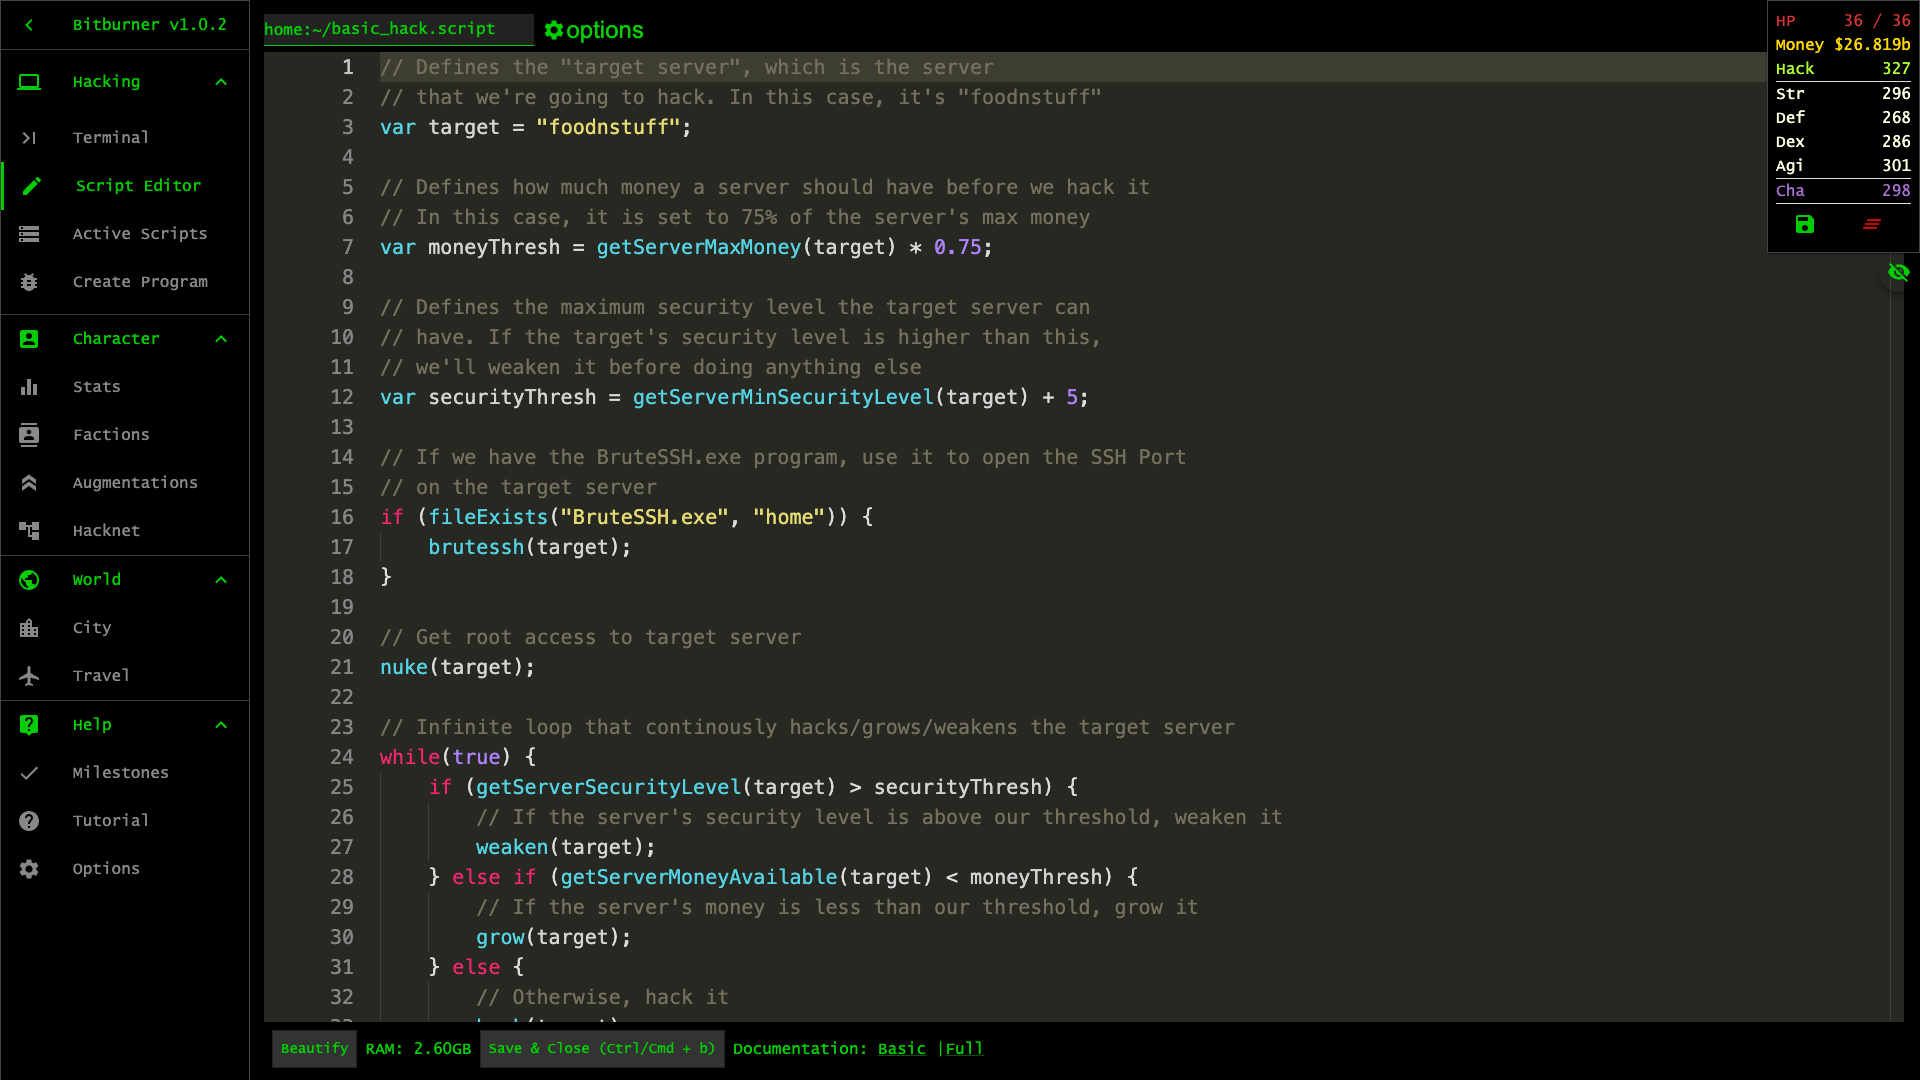 Bitburner v1.0.2
Hacking
Terminal
Script Editor
Active Scripts
Create Program
Character
Stats
Factions
Augmentations
Hacknet
World
City
Travel
Help
Milestones
Tutorial
Options
home:~/basic_hack.script
options
1 // Defines the "target server", which is the server
2 // that we're going to hack. In this case, it's "foodnstuff"
3 var target = "foodnstuff";
4
5 // Defines how much money a server should have before we hack it
6 // In this case, it is set to 75% of the server's max money
7 var moneyThresh = getServerMaxMoney(target) * 0.75;
8
9 // Defines the maximum security level the target server can
10 // have. If the target's security level is higher than this,
11 // we'll weaken it before doing anything else
12 var securityThresh = getServerMinSecurityLevel(target) + 5;
13
14 // If we have the BruteSSH.exe program, use it to open the SSH Port
15 // on the target server
16 if (fileExists("BruteSSH.exe", "home")) {
17     brutessh(target);
18 }
19
20 // Get root access to target server
21 nuke(target);
22
23 // Infinite loop that continously hacks/grows/weakens the target server
24 while(true) {
25     if (getServerSecurityLevel(target) > securityThresh) {
26         // If the server's security level is above our threshold, weaken it
27         weaken(target);
28     } else if (getServerMoneyAvailable(target) < moneyThresh) {
29         // If the server's money is less than our threshold, grow it
30         grow(target);
31     } else {
32         // Otherwise, hack it
Beautify RAM: 2.60GB Save & Close (Ctrl/Cmd + b) Documentation: Basic |Full
HP 36 / 36
Money $26.819b
Hack 327
Str 296
Def 268
Dex 286
Agi 301
Cha 298